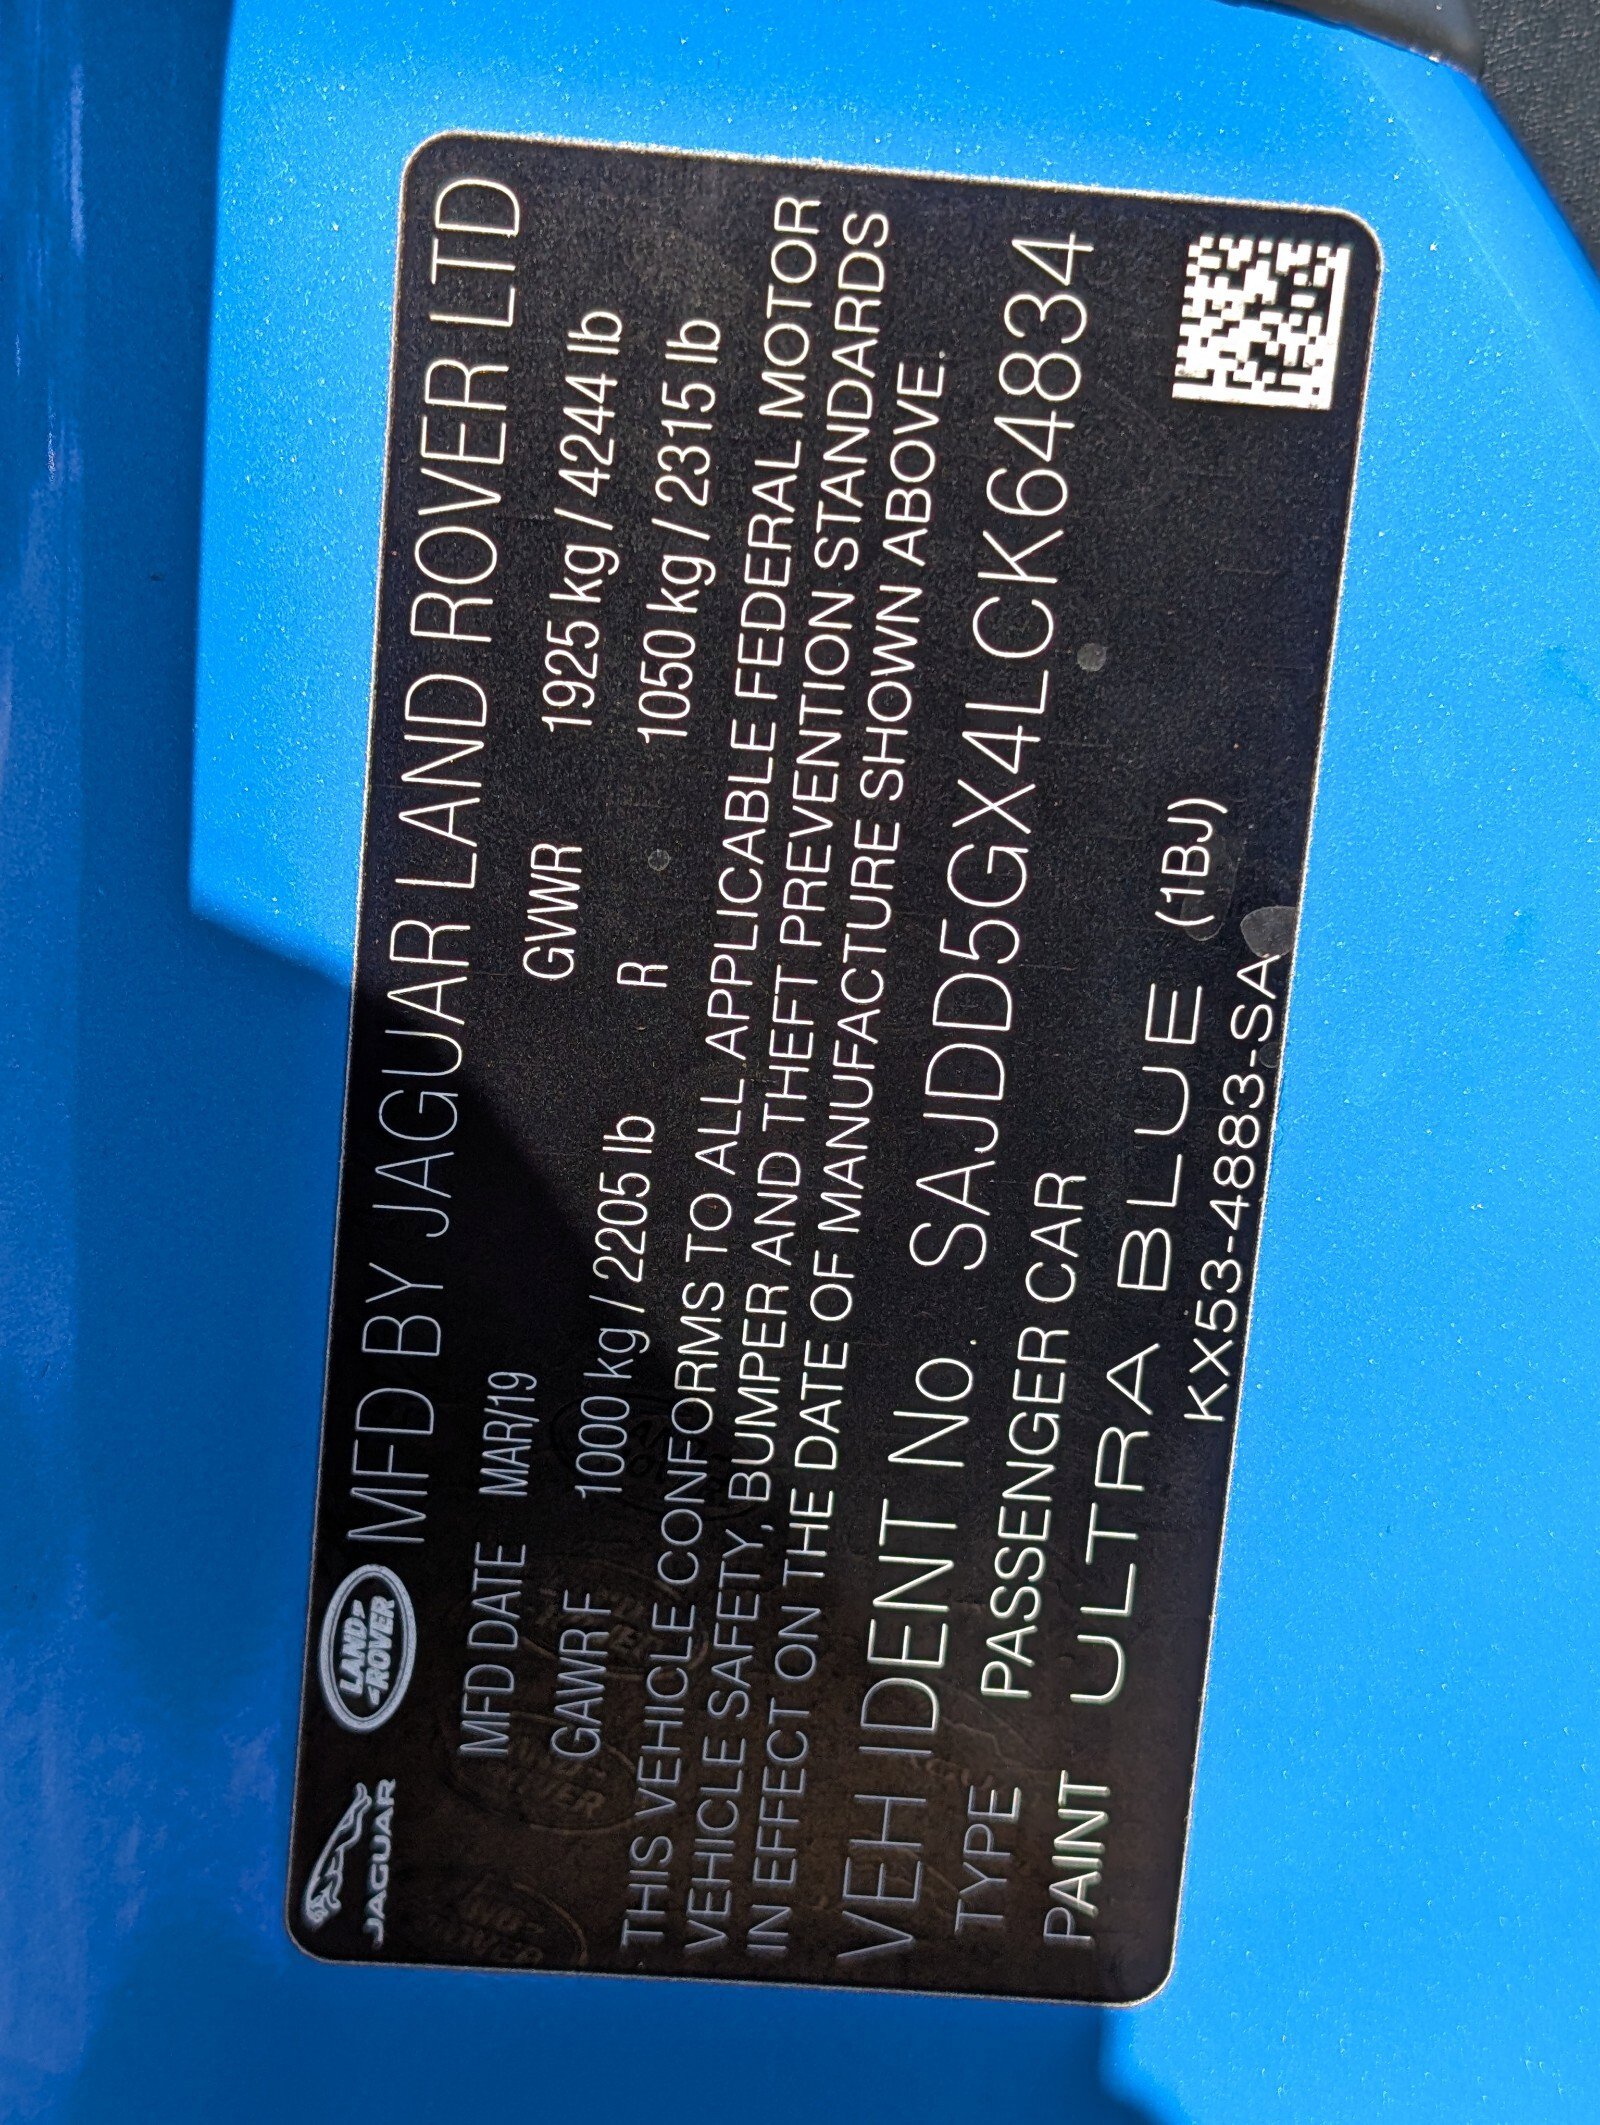 JAGUAR LAND ROVER MFD BY JAGUAR LAND ROVER LTD
MFD DATE MAR/19 GVWR 1925 kg / 4244 lb
GAWR F 1000 kg / 2205 lb R 1050 kg / 2315 lb
THIS VEHICLE CONFORMS TO ALL APPLICABLE FEDERAL MOTOR
VEHICLE SAFETY, BUMPER AND THEFT PREVENTION STANDARDS
IN EFFECT ON THE DATE OF MANUFACTURE SHOWN ABOVE.
VEH IDENT No. SAJDD5GX4LCK64834
TYPE PASSENGER CAR
PAINT ULTRA BLUE (1BJ)
KX53-4883-SA